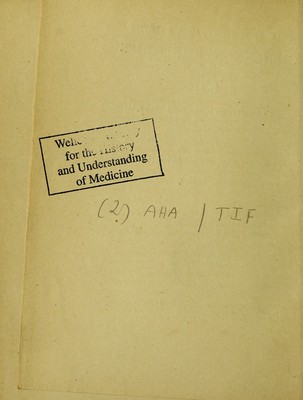 for the History
and Understanding
of Medicine
(2) AHA / TIF